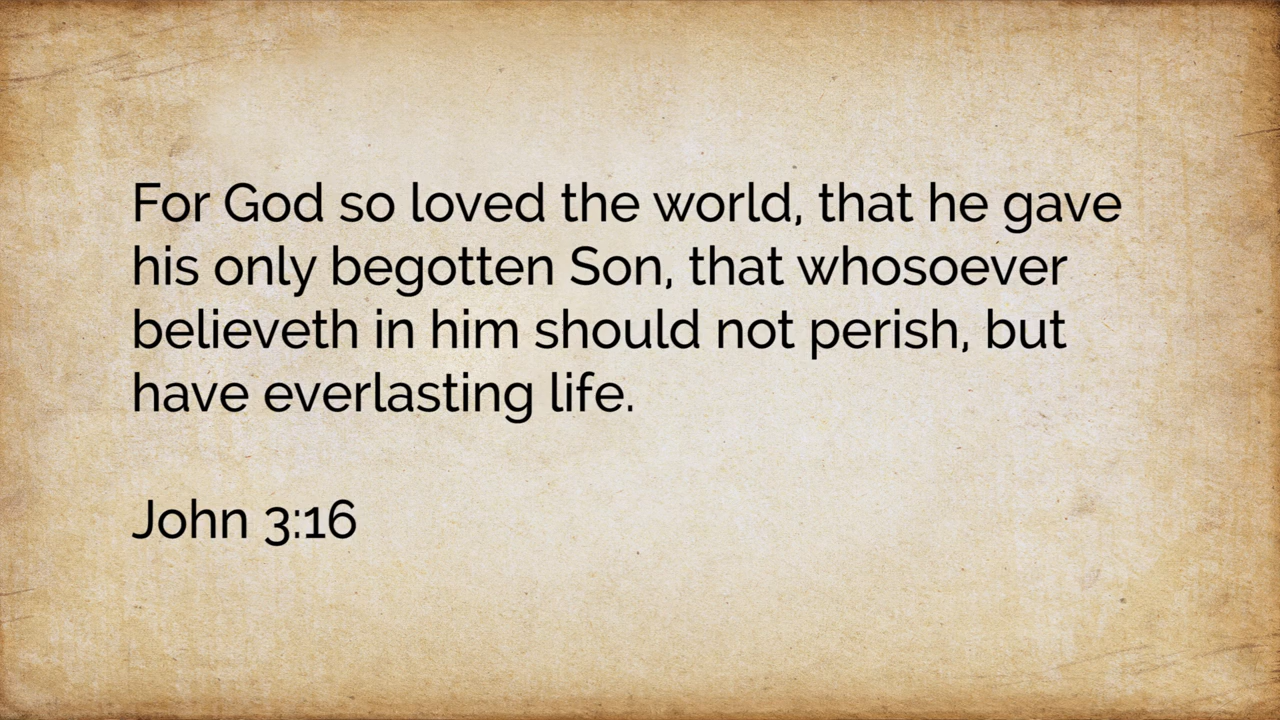 For God so loved the world, that he gave
his only begotten Son, that whosoever
believeth in him should not perish, but
have everlasting life.
John 3:16